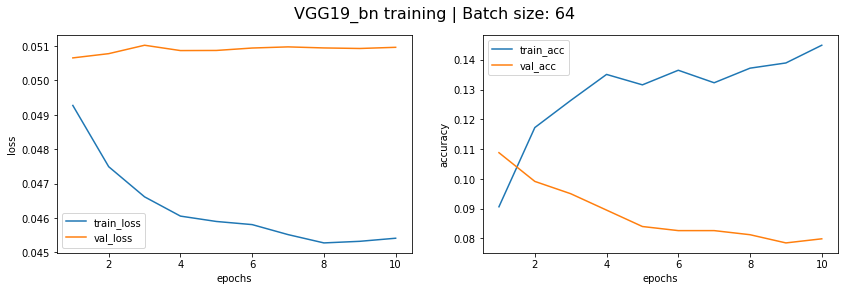 VGG19_bn training | Batch size: 64
0.051
0.050
0.049
0.048
0.047
0.046
0.045
loss
train_loss
val_loss
2 4 6 8 10
epochs
0.14
0.13
0.12
0.11
0.10
0.09
0.08
accuracy
train_acc
val_acc
2 4 6 8 10
epochs